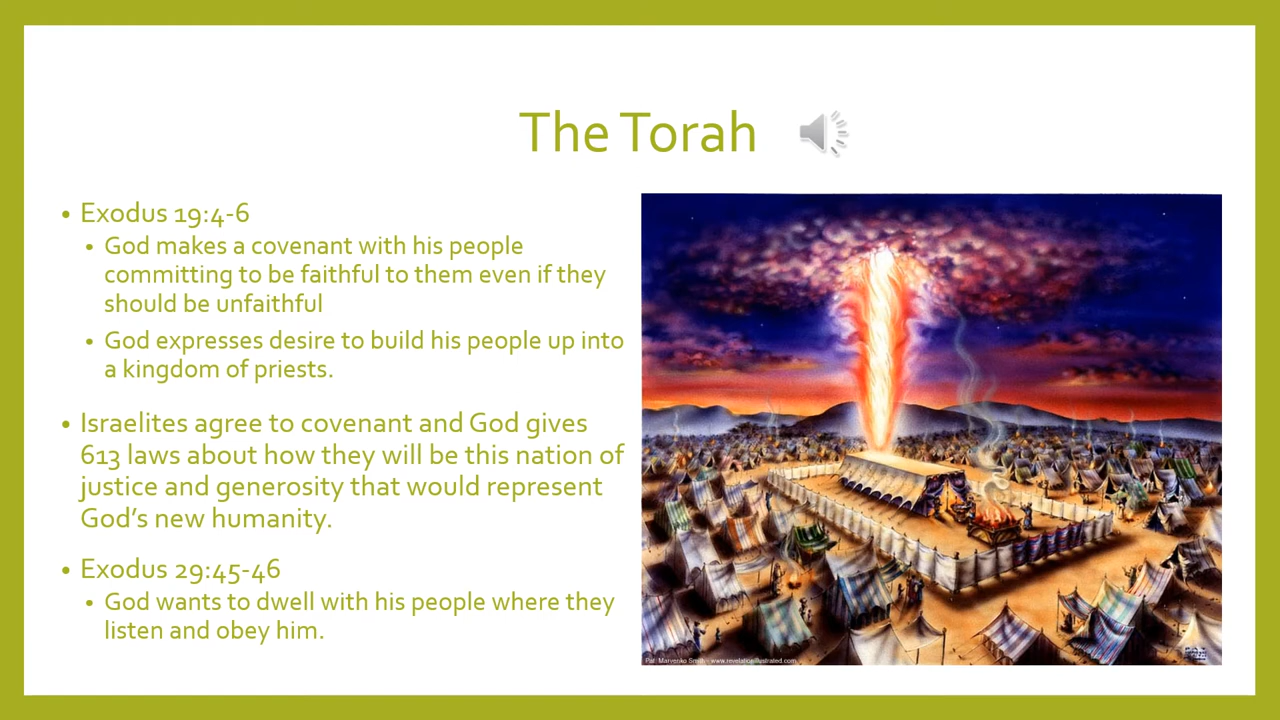 The Torah
• Exodus 19:4-6
• God makes a covenant with his people
committing to be faithful to them even if they
should be unfaithful
• God expresses desire to build his people up into
a kingdom of priests.
• Israelites agree to covenant and God gives
613 laws about how they will be this nation of
justice and generosity that would represent
God's new humanity.
• Exodus 29:45-46
• God wants to dwell with his people where they
listen and obey him.
www.revelationillustrated.com